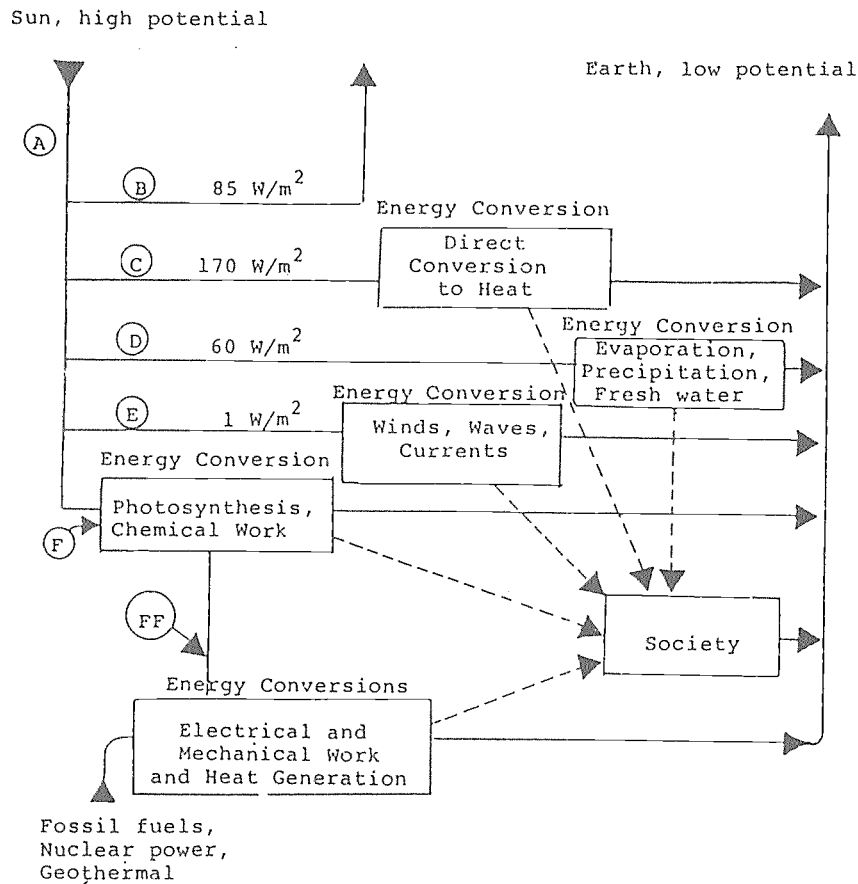 Sun, high potential
Earth, low potential
A
B 85 W/m²
Energy Conversion
C 170 W/m²
Direct
Conversion
to Heat
Energy Conversion
D 60 W/m²
Evaporation,
Precipitation,
Fresh water
Energy Conversion
E 1 W/m²
Winds, Waves,
Currents
Energy Conversion
Photosynthesis,
Chemical Work
F
FF
Society
Energy Conversions
Electrical and
Mechanical Work
and Heat Generation
Fossil fuels,
Nuclear power,
Geothermal